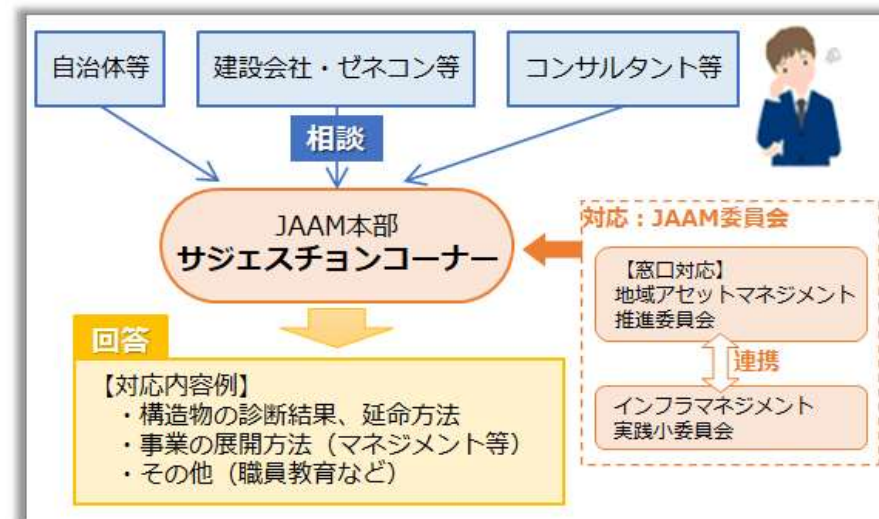 自治体等
建設会社・ゼネコン等
コンサルタント等
相談
JAAM本部
サジェスチョンコーナー
対応：JAAM委員会
【窓口対応】
地域アセットマネジメント
推進委員会
連携
インフラマネジメント
実践小委員会
回答
【対応内容例】
・構造物の診断結果、延命方法
・事業の展開方法（マネジメント等）
・その他（職員教育など）